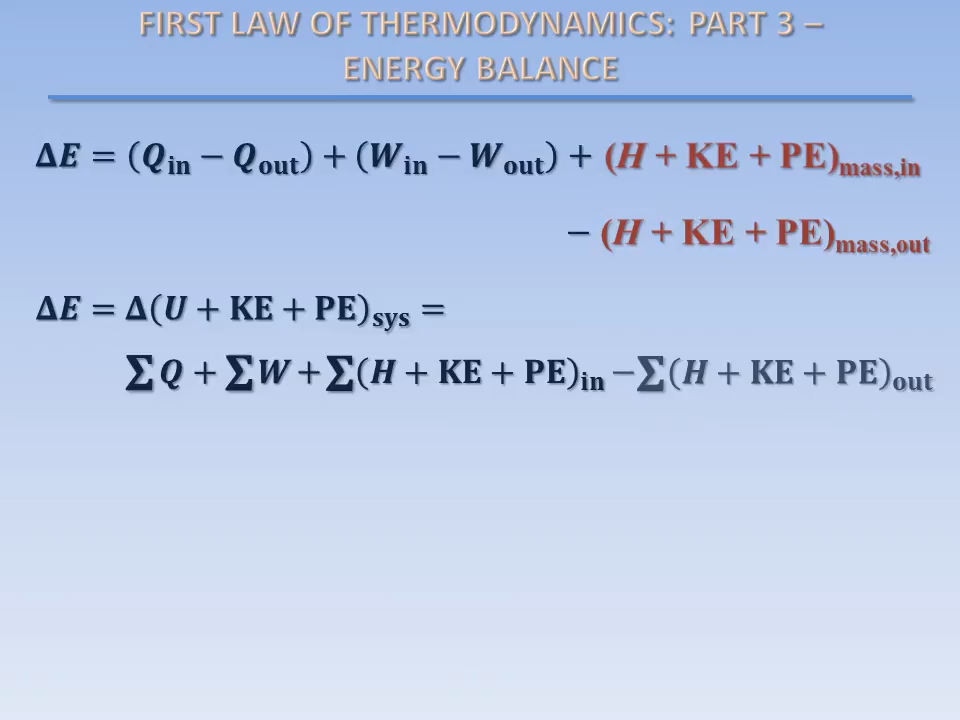 FIRST LAW OF THERMODYNAMICS: PART 3 –
ENERGY BALANCE
ΔE = (Q_in − Q_out) + (W_in − W_out) + (H + KE + PE)_mass,in
− (H + KE + PE)_mass,out
ΔE = Δ(U + KE + PE)_sys =
∑Q + ∑W + ∑(H + KE + PE)_in − ∑(H + KE + PE)_out